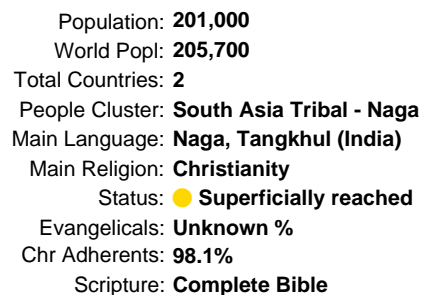 Population: 201,000
World Popl: 205,700
Total Countries: 2
People Cluster: South Asia Tribal - Naga
Main Language: Naga, Tangkhul (India)
Main Religion: Christianity
Status: Superficially reached
Evangelicals: Unknown %
Chr Adherents: 98.1%
Scripture: Complete Bible